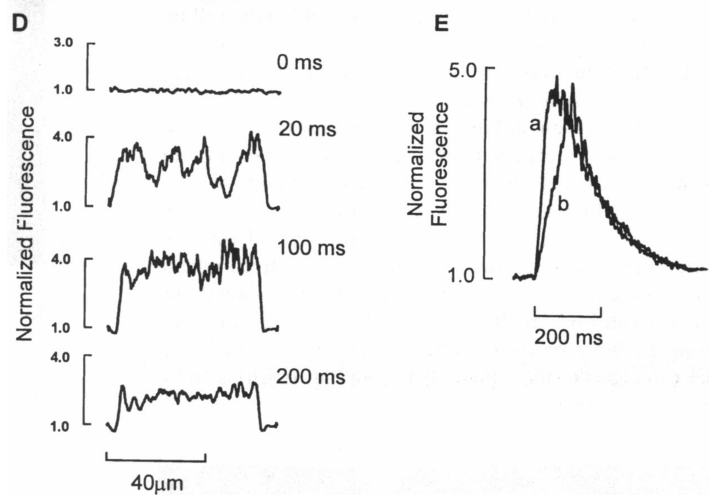 D
Normalized Fluorescence
3.0
1.0
0 ms
4.0
1.0
20 ms
4.0
1.0
100 ms
4.0
1.0
200 ms
40μm
E
Normalized
Fluorescence
5.0
1.0
a
b
200 ms